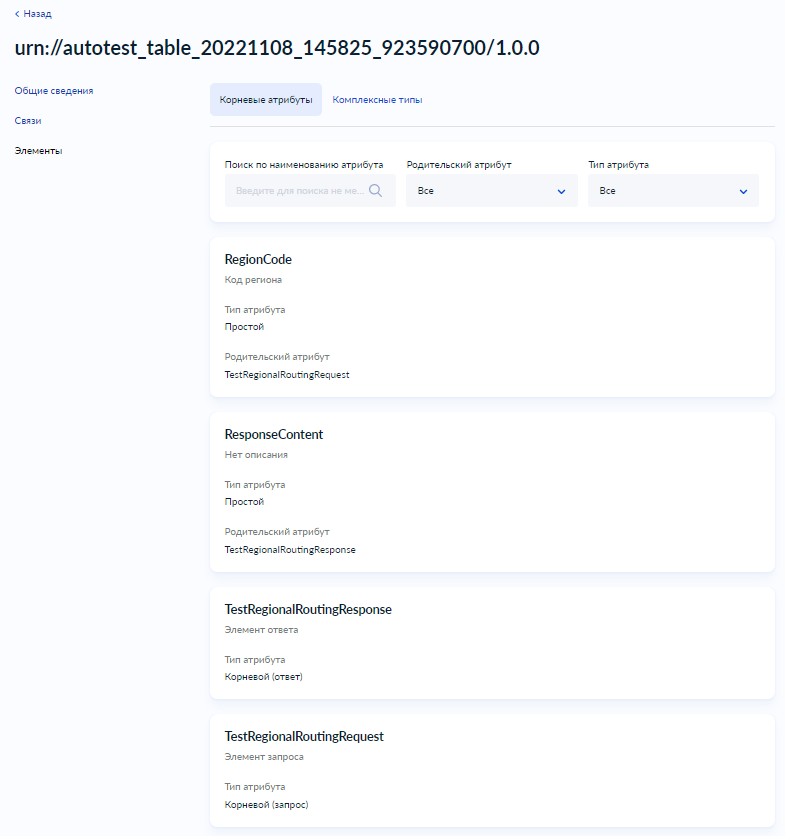 Назад
urn://autotest_table_20221108_145825_923590700/1.0.0
Общие сведения
Связи
Элементы
Корневые атрибуты
Комплексные типы
Поиск по наименованию атрибута
Введите для поиска не ме...
Родительский атрибут
Все
Тип атрибута
Все
RegionCode
Код региона
Тип атрибута
Простой
Родительский атрибут
TestRegionalRoutingRequest
ResponseContent
Нет описания
Тип атрибута
Простой
Родительский атрибут
TestRegionalRoutingResponse
TestRegionalRoutingResponse
Элемент ответа
Тип атрибута
Корневой (ответ)
TestRegionalRoutingRequest
Элемент запроса
Тип атрибута
Корневой (запрос)